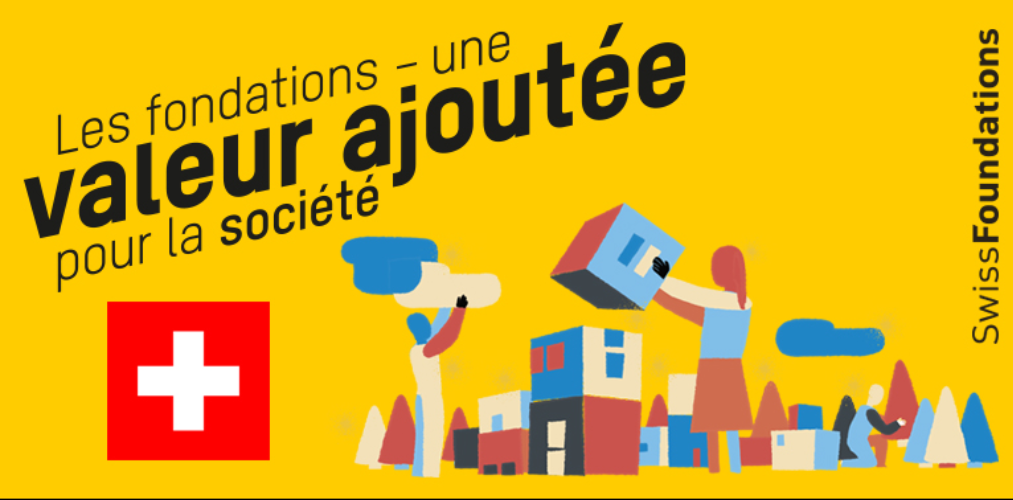 Les fondations – une
valeur ajoutée
pour la société
SwissFoundations